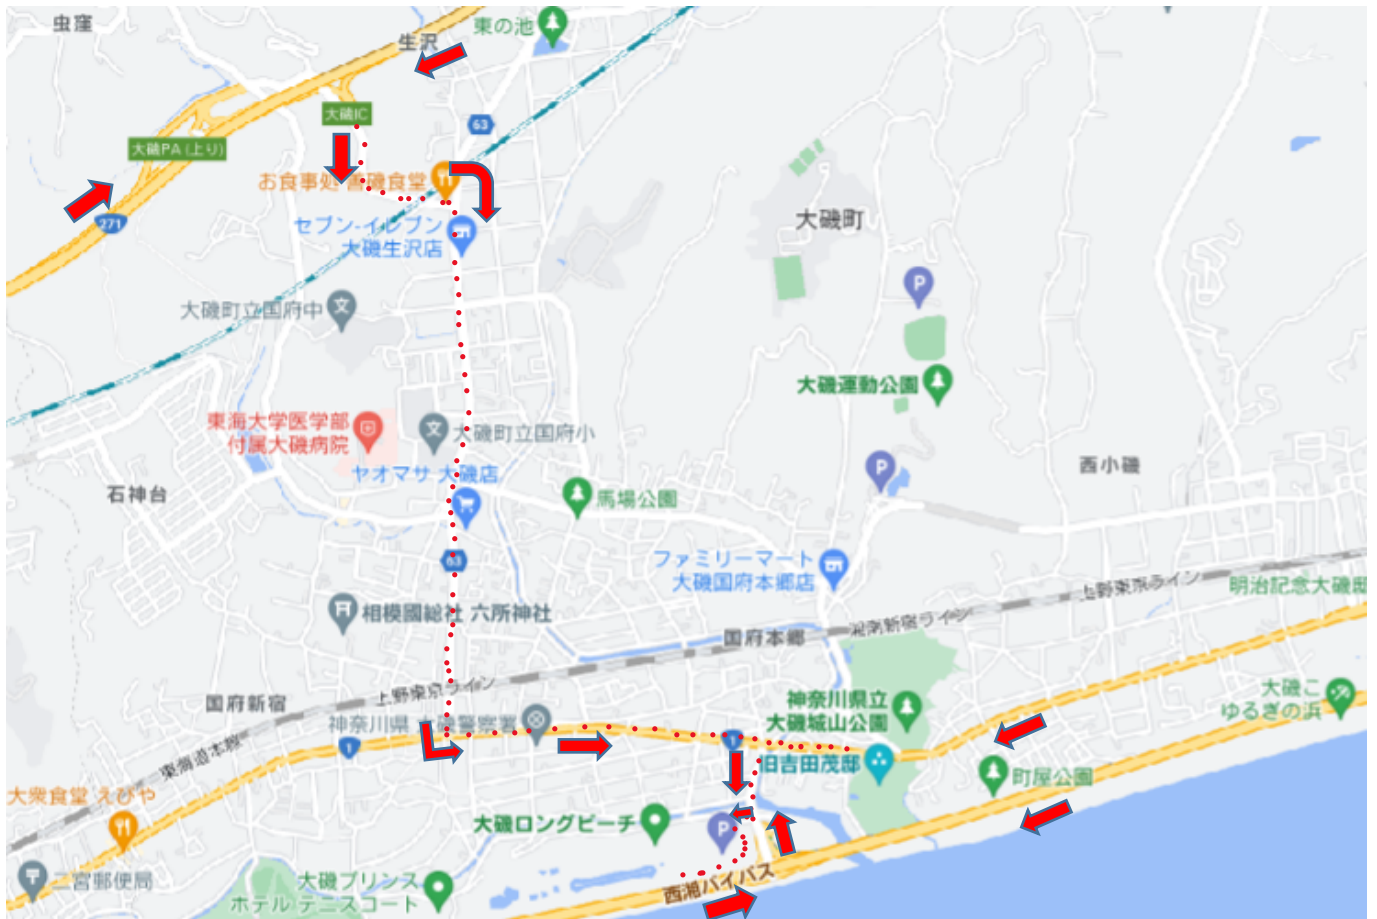 虫窪
東の池
生沢
大磯IC
63
大磯PA (上り)
お食事処 善磯食堂
271
セブン-イレブン
大磯生沢店
大磯町
P
大磯町立国府中
大磯運動公園
東海大学医学部
付属大磯病院
文
文
大磯町立国府小
P
西小磯
ヤオマサ 大磯店
石神台
馬場公園
63
ファミリーマート
大磯国府本郷店
上野東京ライン
明治記念大磯邸
相模國総社 六所神社
湘南新宿ライン
国府本郷
上野東京ライン
国府新宿
神奈川県立
大磯城山公園
大磯こ
ゆるぎの浜
神奈川県 大磯警察署
1
1
東海道本線
旧吉田茂邸
町屋公園
大衆食堂 えびや
大磯ロングビーチ
P
二宮郵便局
大磯プリンス
ホテル テニスコート
西湘バイパス